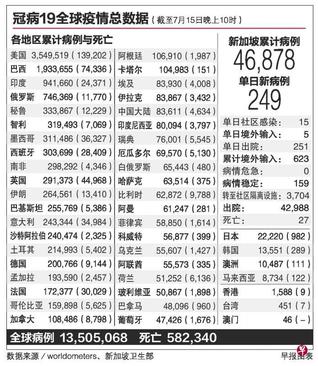 冠病19全球疫情总数据（截至7月15日晚上10时）
各地区累计病例与死亡
美国 3,549,519 (139,202)
巴西 1,933,655 (74,336)
印度 941,660 (24,371)
俄罗斯 746,369 (11,770)
秘鲁 333,867 (12,229)
智利 319,493 (7,069)
墨西哥 311,486 (36,327)
西班牙 303,699 (28,409)
南非 298,292 (4,346)
英国 291,373 (44,968)
伊朗 264,561 (13,410)
巴基斯坦 255,769 (5,386)
意大利 243,344 (34,984)
沙特阿拉伯 240,474 (2,325)
土耳其 214,993 (5,402)
德国 200,766 (9,144)
孟加拉 193,590 (2,457)
法国 172,377 (30,029)
哥伦比亚 159,898 (5,625)
加拿大 108,486 (8,798)
阿根廷 106,910 (1,987)
卡塔尔 104,983 (151)
埃及 83,930 (4,008)
伊拉克 83,867 (3,432)
中国大陆 83,611 (4,634)
印度尼西亚 80,094 (3,797)
瑞典 76,001 (5,545)
厄瓜多尔 69,570 (5,130)
白俄罗斯 65,443 (480)
哈萨克 63,514 (375)
比利时 62,872 (9,788)
阿曼 61,247 (281)
菲律宾 58,850 (1,614)
科威特 56,877 (399)
乌克兰 55,607 (1,427)
阿联酋 55,573 (335)
荷兰 51,252 (6,136)
玻利维亚 50,867 (1,898)
巴拿马 48,096 (960)
葡萄牙 47,426 (1,676)
新加坡累计病例
46,878
单日新病例
249
单日社区感染： 15
单日境外输入： 5
单日出院： 251
累计境外输入： 623
病情危急： 0
病情稳定： 159
转至社区隔离设施： 3,704
出院： 42,988
死亡： 27
日本 22,220 (982)
韩国 13,551 (289)
澳洲 10,487 (111)
马来西亚 8,734 (122)
香港 1,588 (9)
台湾 451 (7)
澳门 46 (-)
全球病例 13,505,068 死亡 582,340
数据来源／worldometers、新加坡卫生部
早报图表